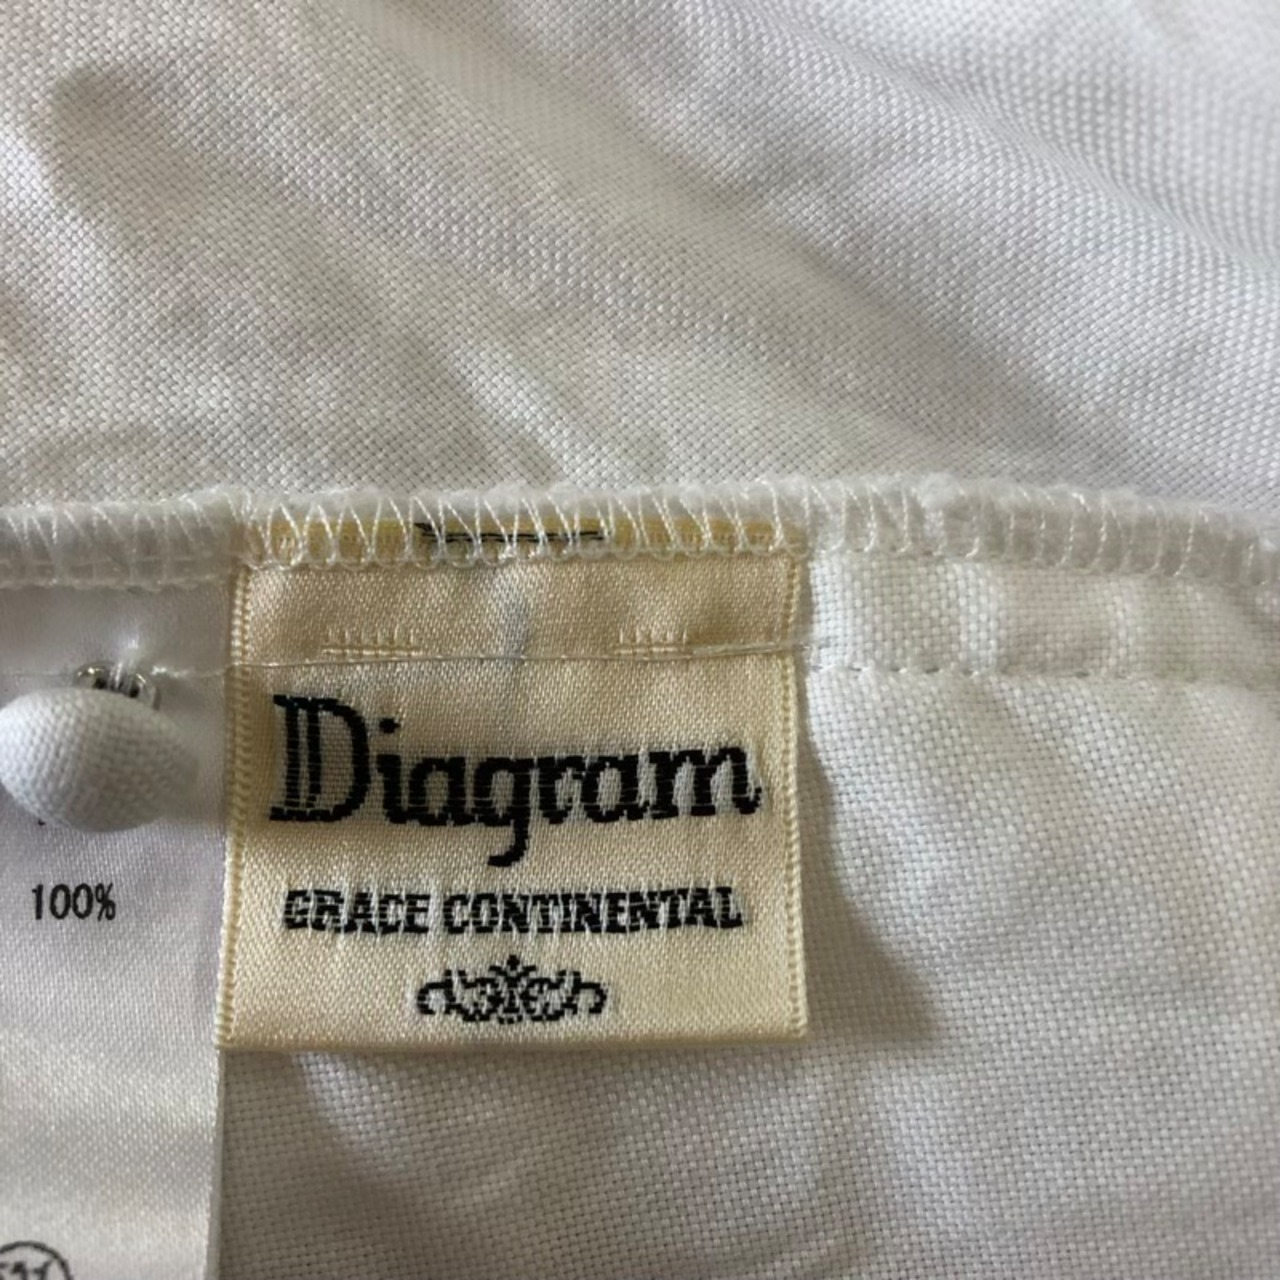 Diagram
GRACE CONTINENTAL
100%